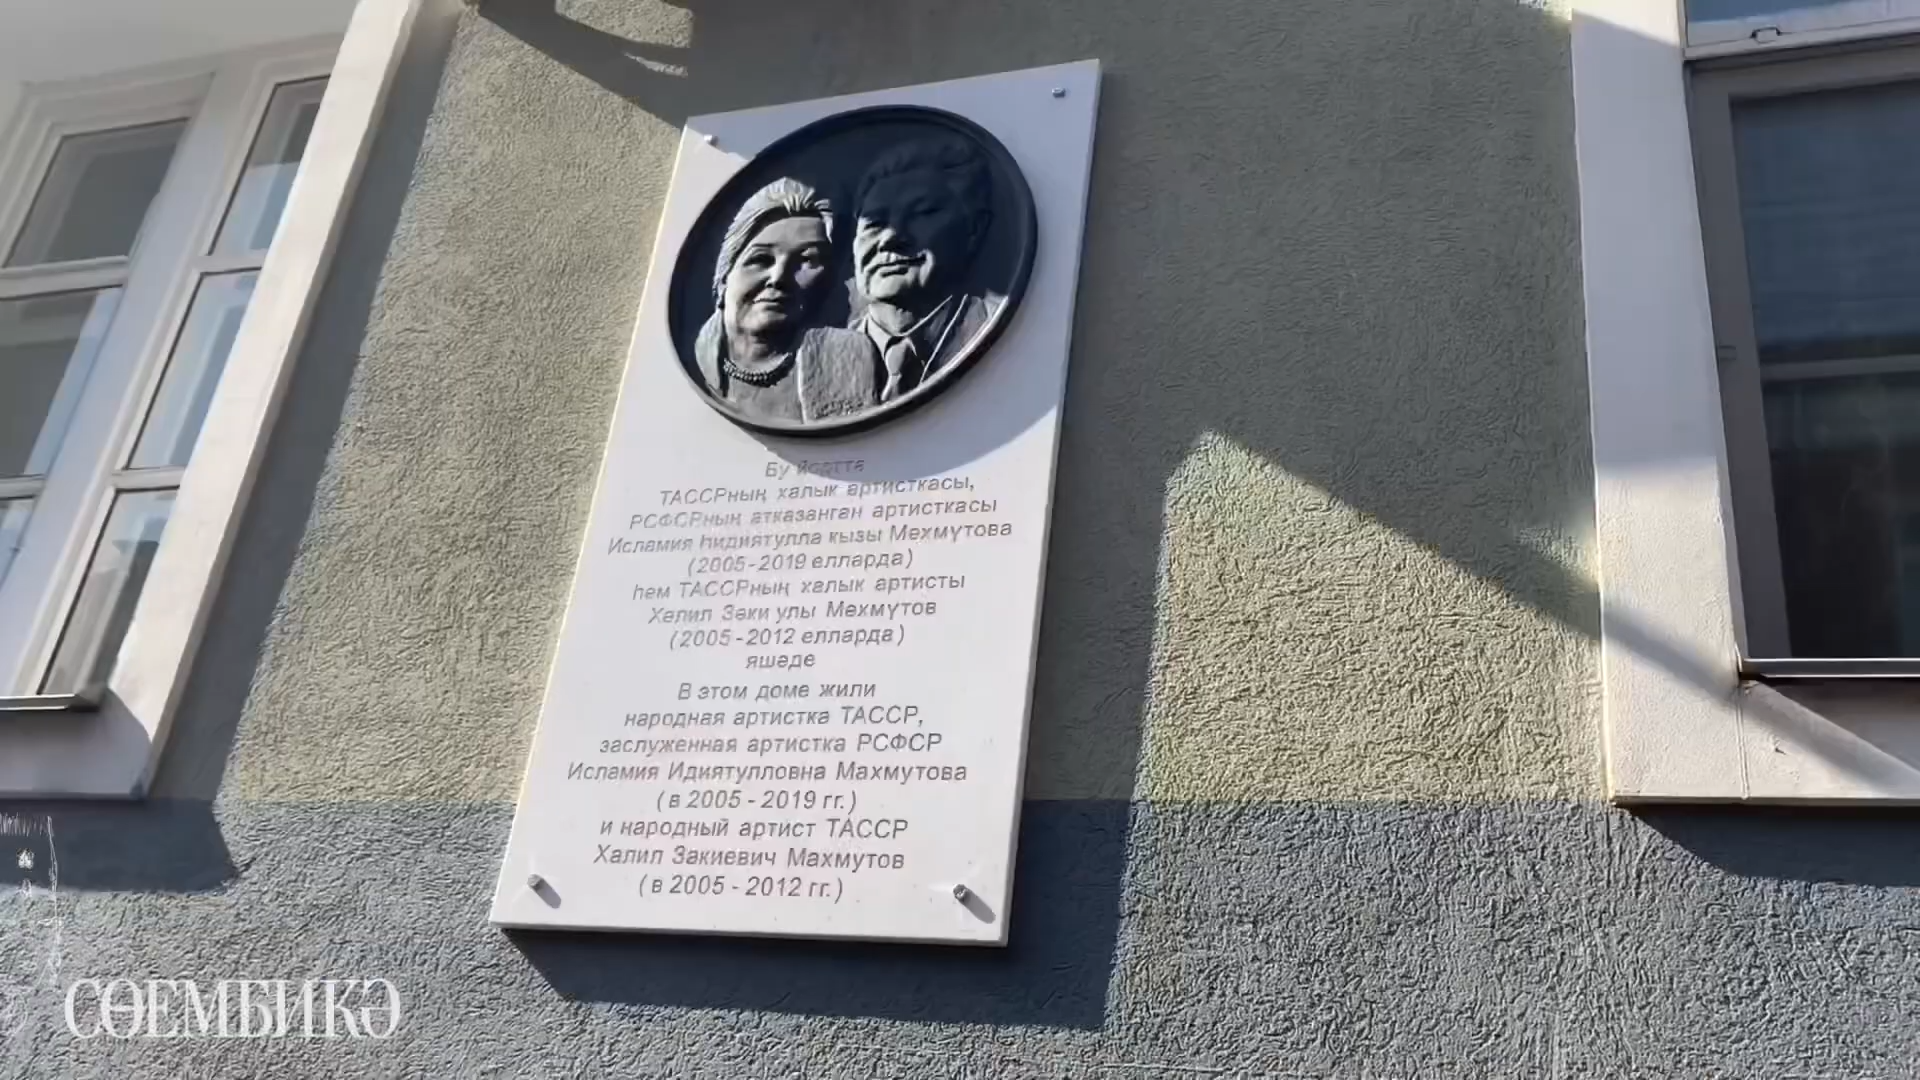 Бу йортта
ТАССРның халык артисткасы,
РСФСРның атказанган артисткасы
Исламия Һидиятулла кызы Мәхмүтова
(2005-2019 елларда)
һәм ТАССРның халык артисты
Хәлил Зәки улы Мәхмүтов
(2005-2012 елларда)
яшәде
В этом доме жили
народная артистка ТАССР,
заслуженная артистка РСФСР
Исламия Идиятулловна Махмутова
(в 2005-2019 гг.)
и народный артист ТАССР
Халил Закиевич Махмутов
(в 2005-2012 гг.)
СӨЕМБИКӘ